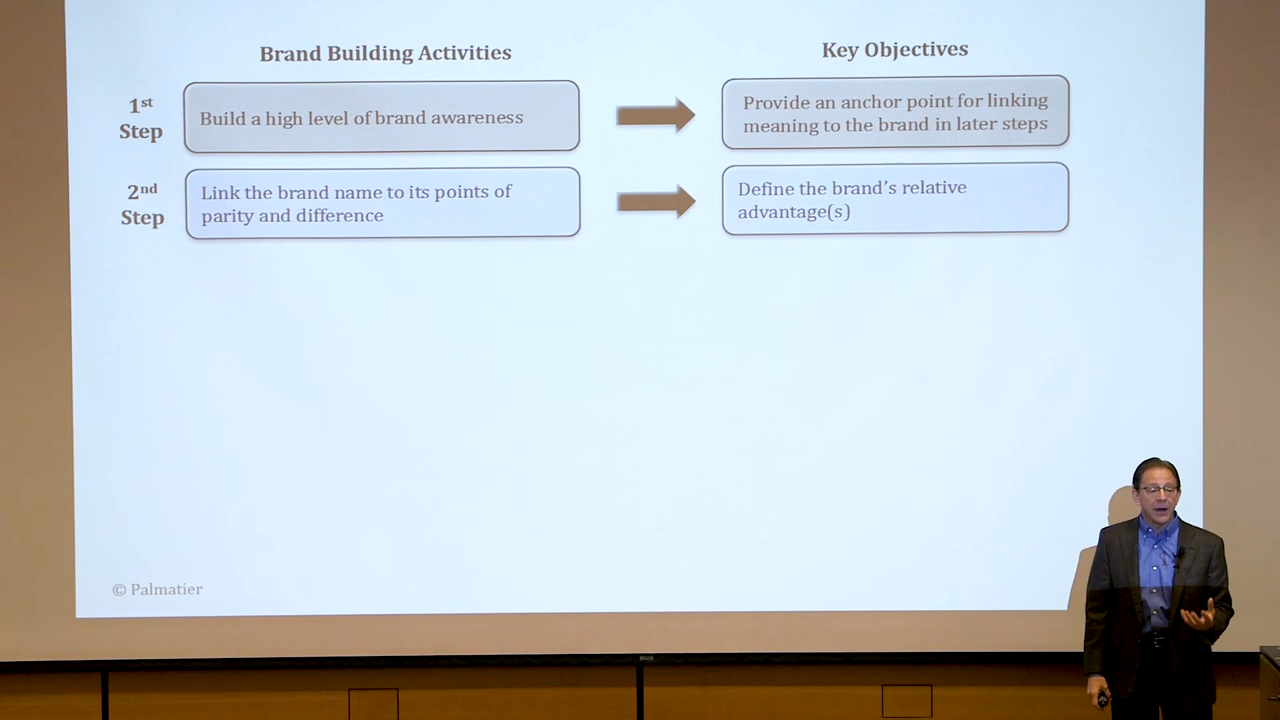 Brand Building Activities
Key Objectives
1st
Step
Build a high level of brand awareness
Provide an anchor point for linking
meaning to the brand in later steps
2nd
Step
Link the brand name to its points of
parity and difference
Define the brand’s relative
advantage(s)
© Palmatier